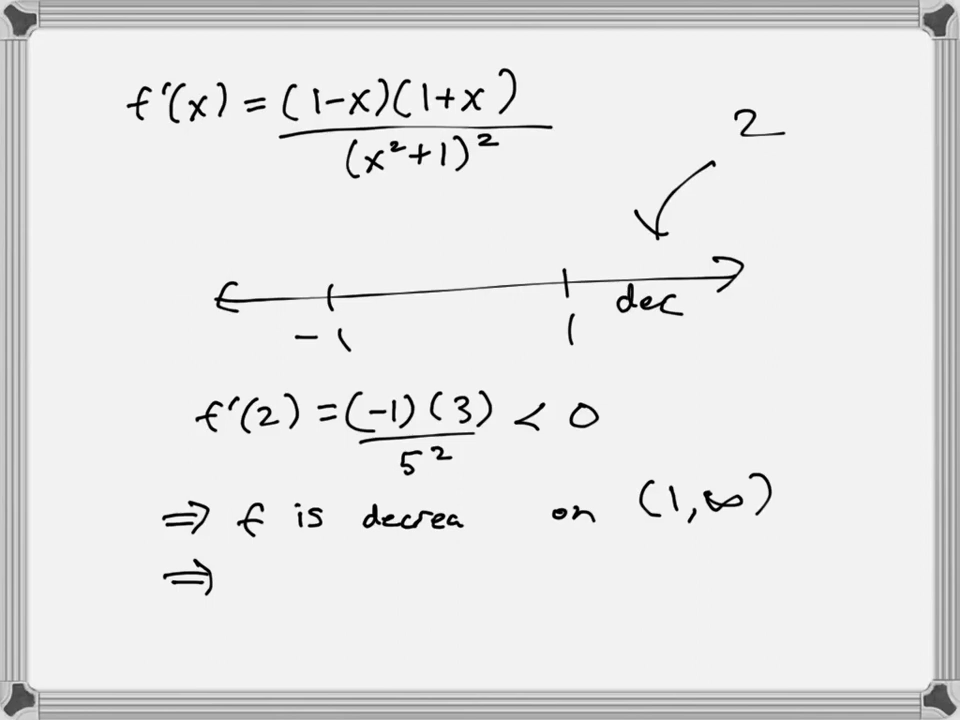 f'(x) = (1-x)(1+x) / (x²+1)²
2
dec
-1 1
f'(2) = (-1)(3) / 5² < 0
⇒ f is decrea on (1,∞)
⇒